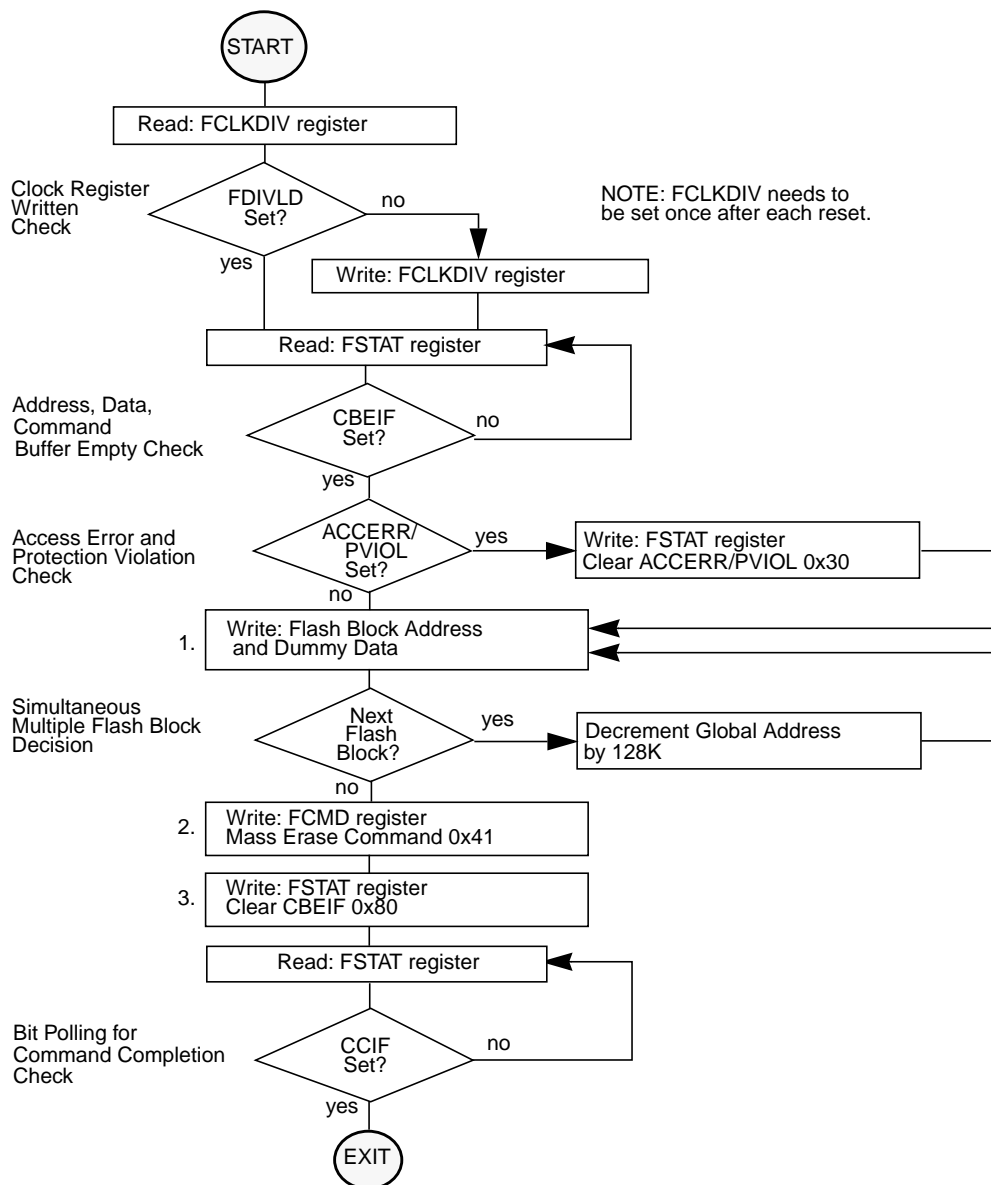 START
Read: FCLKDIV register
Clock Register
Written
Check
FDIVLD
Set?
no
NOTE: FCLKDIV needs to
be set once after each reset.
yes
Write: FCLKDIV register
Read: FSTAT register
Address, Data,
Command
Buffer Empty Check
CBEIF
Set?
no
yes
Access Error and
Protection Violation
Check
ACCERR/
PVIOL
Set?
yes
Write: FSTAT register
Clear ACCERR/PVIOL 0x30
no
1.
Write: Flash Block Address
and Dummy Data
Simultaneous
Multiple Flash Block
Decision
Next
Flash
Block?
yes
Decrement Global Address
by 128K
no
2.
Write: FCMD register
Mass Erase Command 0x41
3.
Write: FSTAT register
Clear CBEIF 0x80
Read: FSTAT register
Bit Polling for
Command Completion
Check
CCIF
Set?
no
yes
EXIT